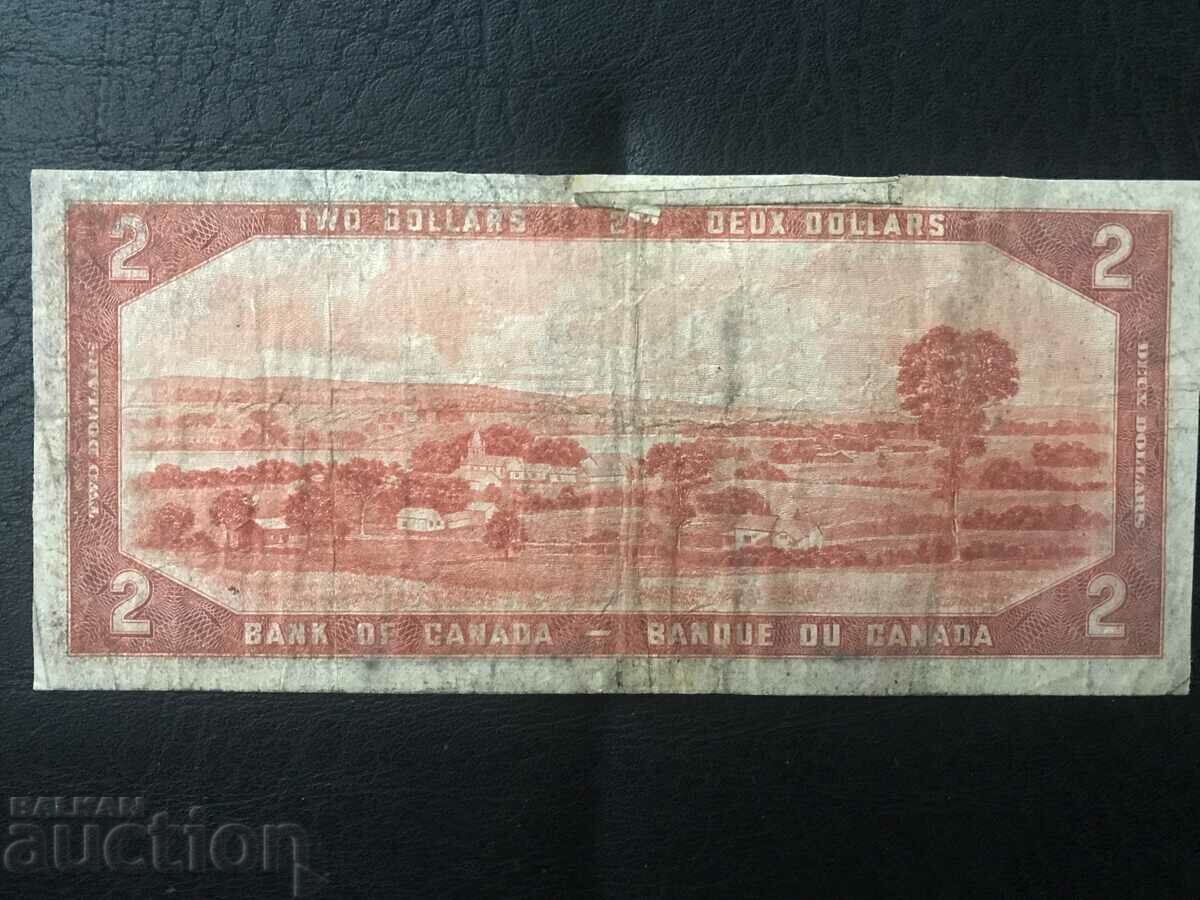 2 TWO DOLLARS 2 DEUX DOLLARS 2
TWO DOLLARS
DEUX DOLLARS
2 BANK OF CANADA – BANQUE DU CANADA 2
BALKAN
auction